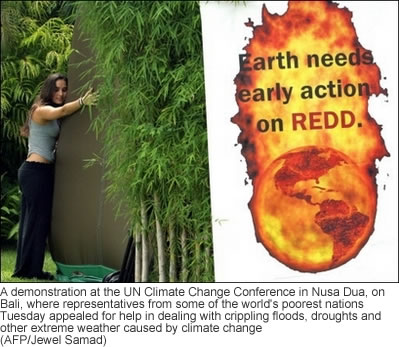 Earth needs
early action
on REDD.
A demonstration at the UN Climate Change Conference in Nusa Dua, on
Bali, where representatives from some of the world's poorest nations
Tuesday appealed for help in dealing with crippling floods, droughts and
other extreme weather caused by climate change
(AFP/Jewel Samad)